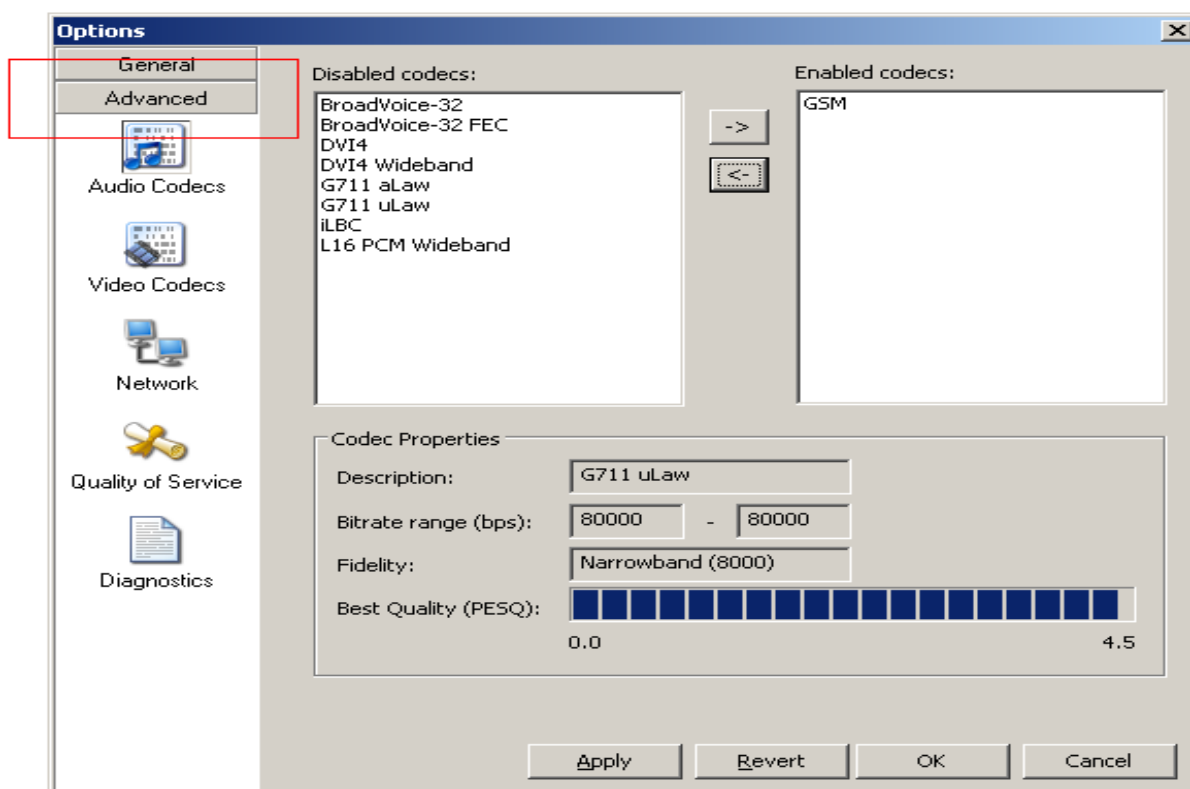 Options
General
Advanced
Audio Codecs
Video Codecs
Network
Quality of Service
Diagnostics
Disabled codecs:
BroadVoice-32
BroadVoice-32 FEC
DVI4
DVI4 Wideband
G711 aLaw
G711 uLaw
iLBC
L16 PCM Wideband
->
<-
Enabled codecs:
GSM
Codec Properties
Description: G711 uLaw
Bitrate range (bps): 80000 - 80000
Fidelity: Narrowband (8000)
Best Quality (PESQ):
0.0 4.5
Apply Revert OK Cancel